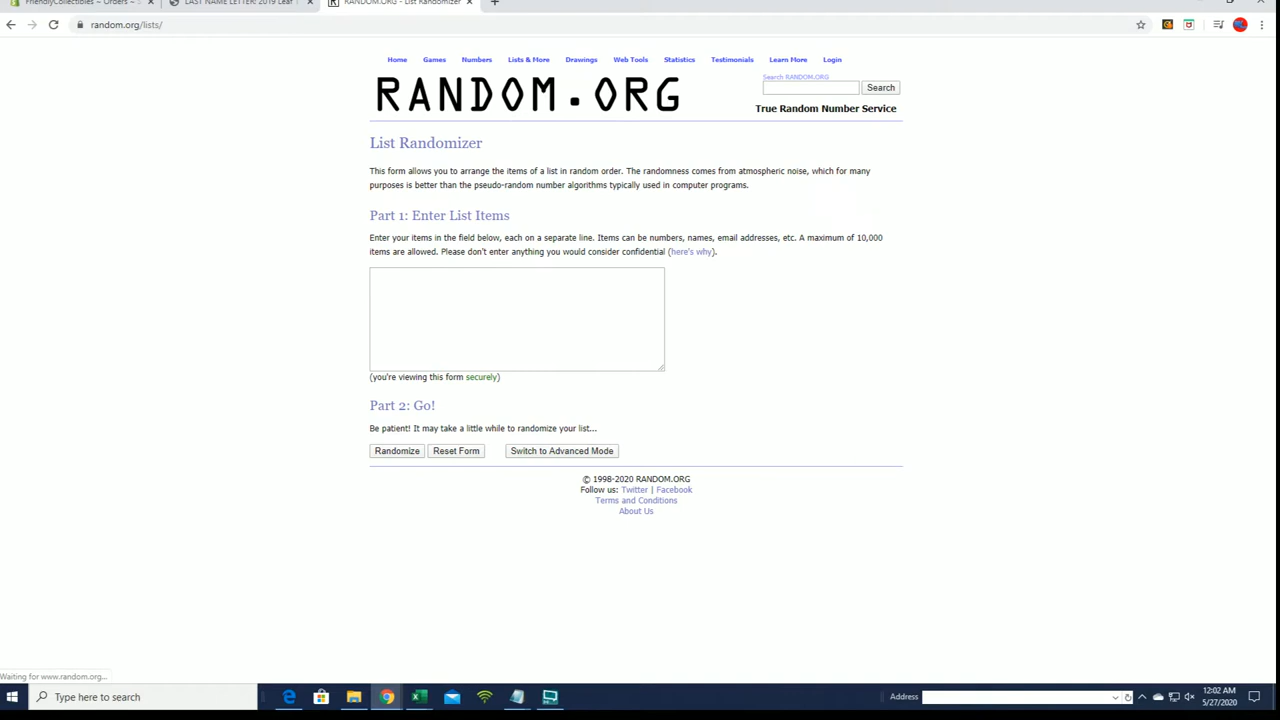 FriendlyCollectibles – Orders –
LAST NAME LETTER: 2019 Leaf
RANDOM.ORG - List Randomizer
random.org/lists/
Home Games Numbers Lists & More Drawings Web Tools Statistics Testimonials Learn More Login
RANDOM.ORG
Search RANDOM.ORG
Search
True Random Number Service
List Randomizer
This form allows you to arrange the items of a list in random order. The randomness comes from atmospheric noise, which for many
purposes is better than the pseudo-random number algorithms typically used in computer programs.
Part 1: Enter List Items
Enter your items in the field below, each on a separate line. Items can be numbers, names, email addresses, etc. A maximum of 10,000
items are allowed. Please don't enter anything you would consider confidential (here's why).
(you're viewing this form securely)
Part 2: Go!
Be patient! It may take a little while to randomize your list...
Randomize Reset Form Switch to Advanced Mode
© 1998-2020 RANDOM.ORG
Follow us: Twitter | Facebook
Terms and Conditions
About Us
Waiting for www.random.org...
Type here to search
Address
12:02 AM
5/27/2020